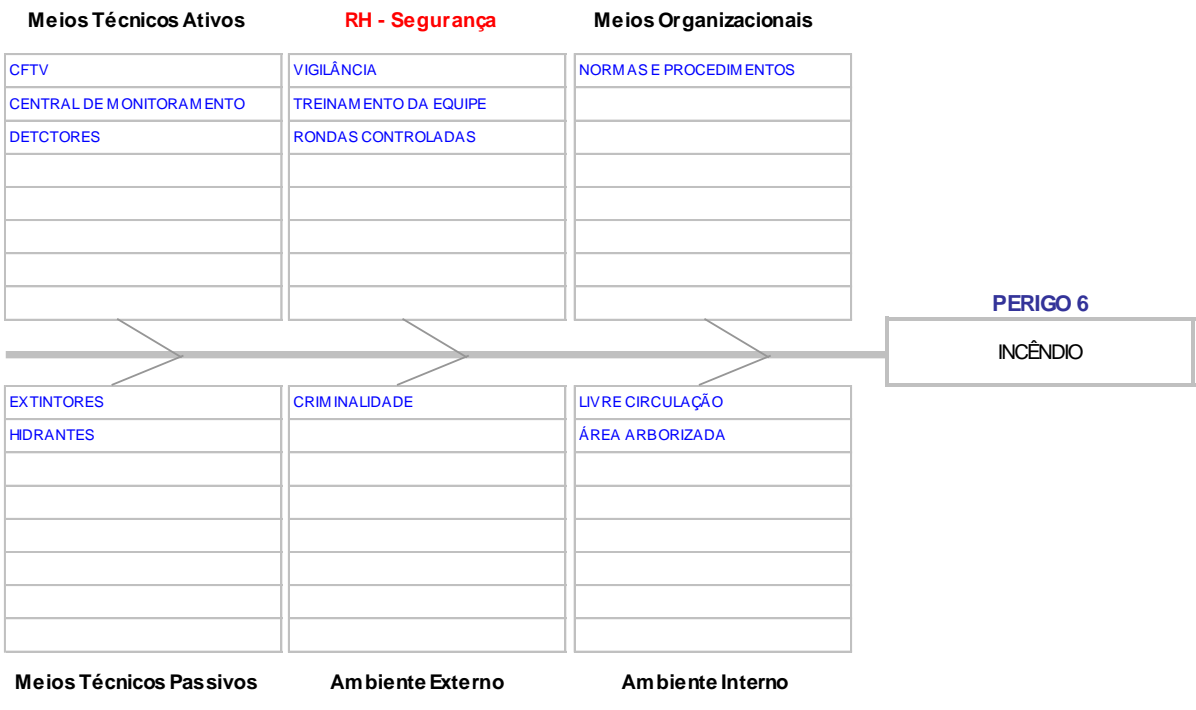 Meios Técnicos Ativos
RH - Segurança
Meios Organizacionais
CFTV
VIGILÂNCIA
NORMAS E PROCEDIMENTOS
CENTRAL DE MONITORAMENTO
TREINAMENTO DA EQUIPE
DETCTORES
RONDAS CONTROLADAS
PERIGO 6
INCÊNDIO
EXTINTORES
CRIMINALIDADE
LIVRE CIRCULAÇÃO
HIDRANTES
ÁREA ARBORIZADA
Meios Técnicos Passivos
Ambiente Externo
Ambiente Interno